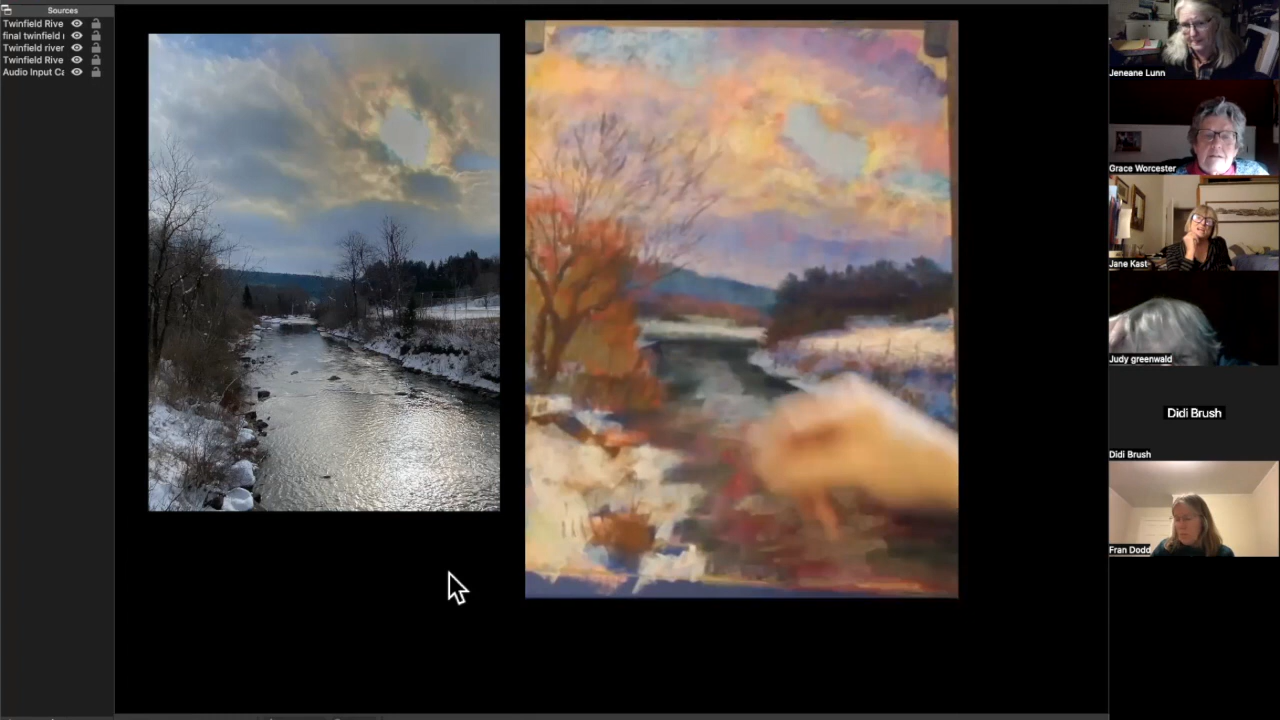 Sources
Twinfield Rive
final twinfield
Twinfield river
Twinfield Rive
Audio Input Ca
Jeneane Lunn
Grace Worcester
Jane Kast
Judy greenwald
Didi Brush
Didi Brush
Fran Dodd